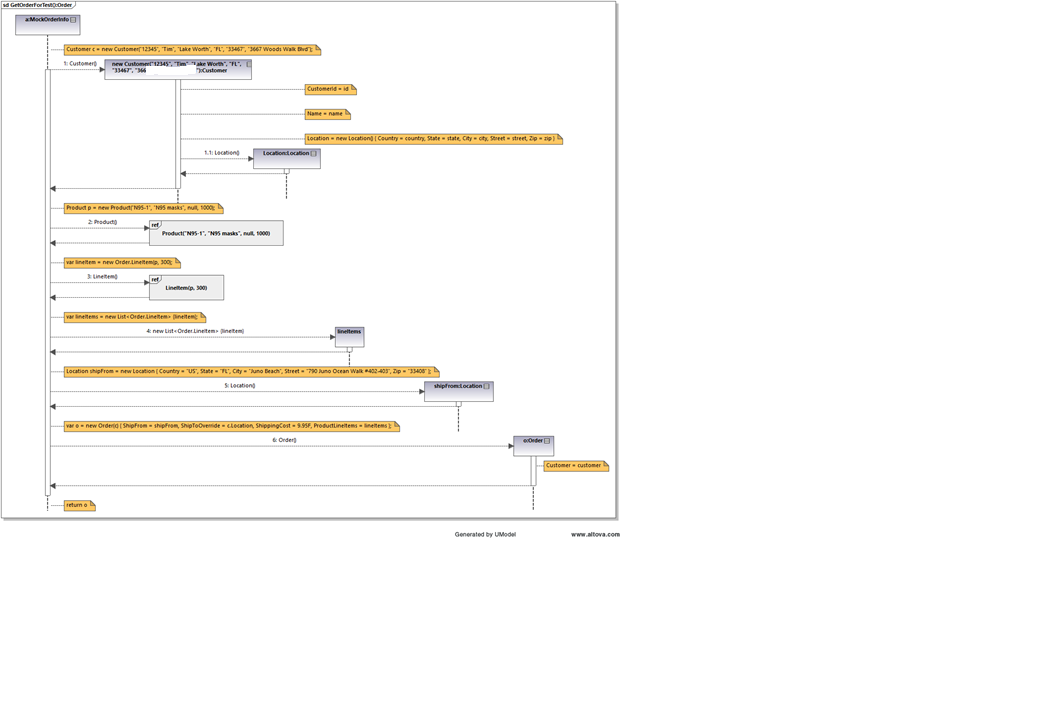 sd GetOrderForTest():Order
a:MockOrderInfo
Customer c = new Customer("12345", "Tim", "Lake Worth", "FL", "33467", "3667 Woods Walk Blvd");
1: Customer()
new Customer("12345", "Tim", "Lake Worth", "FL",
"33467", "366 "):Customer
CustomerId = id
Name = name
Location = new Location() { Country = country, State = state, City = city, Street = street, Zip = zip }
1.1: Location()
Location:Location
Product p = new Product("N95-1", "N95 masks", null, 1000);
2: Product()
ref
Product("N95-1", "N95 masks", null, 1000)
var lineItem = new Order.LineItem(p, 300);
3: LineItem()
ref
LineItem(p, 300)
var lineItems = new List<Order.LineItem> {lineItem};
4: new List<Order.LineItem> {lineItem}
lineItems
Location shipFrom = new Location { Country = "US", State = "FL", City = "Juno Beach", Street = "790 Juno Ocean Walk #402-403", Zip = "33408" };
5: Location()
shipFrom:Location
var o = new Order(c) { ShipFrom = shipFrom, ShipToOverride = c.Location, ShippingCost = 9.95F, ProductLineItems = lineItems };
6: Order()
o:Order
Customer = customer
return o
Generated by UModel
www.altova.com